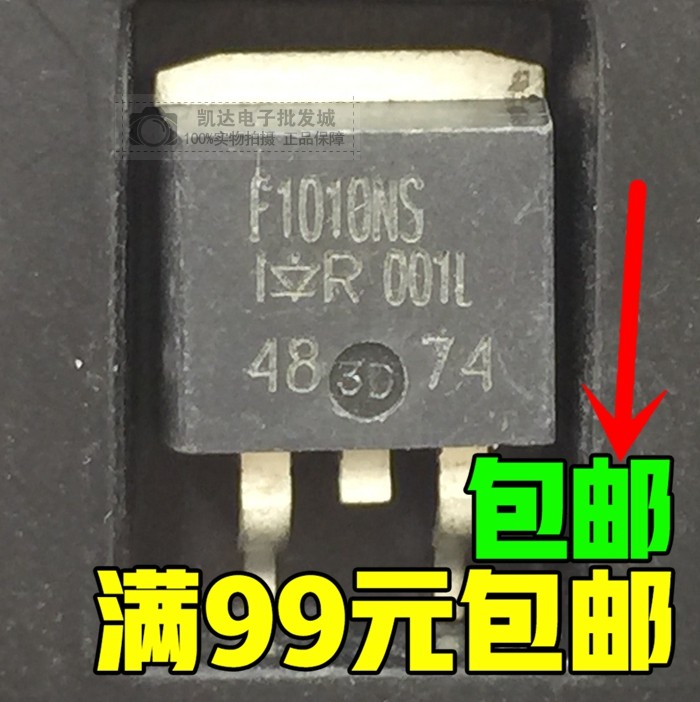 凯达电子批发城
100%实物拍摄 正品保障
F1010NS
IR 001L
48 3D 74
包邮
满99元包邮